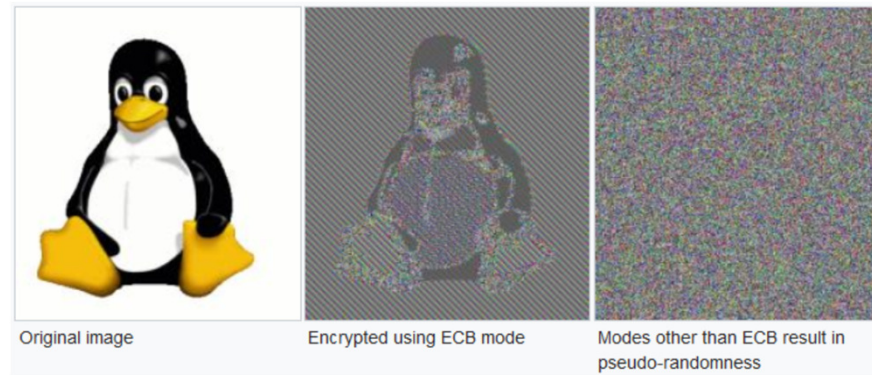 Original image
Encrypted using ECB mode
Modes other than ECB result in
pseudo-randomness